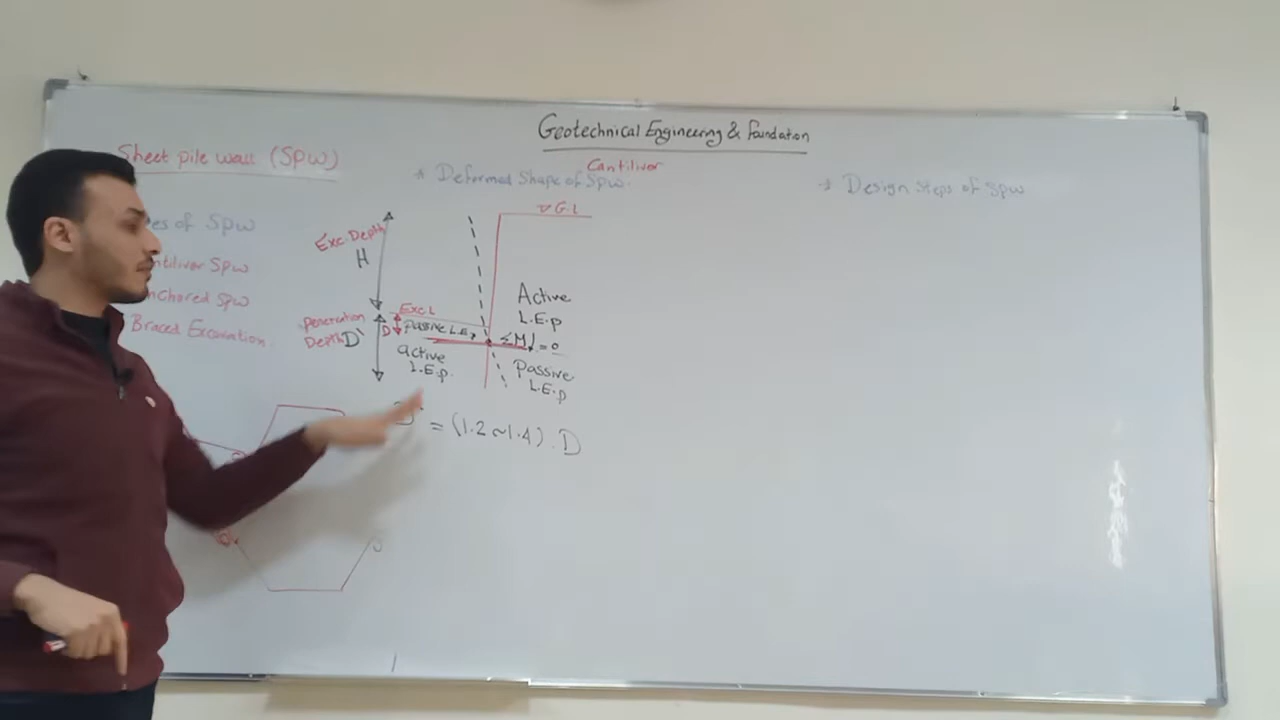 Geotechnical Engineering & Foundation
Sheet pile wall (SPW)
es of SPW
ntiliver SPW
nchored SPW
Braced Excavation
* Deformed Shape of SPW.
Cantiliver
▽ G.L
Exc. Depth
H
Exc L
Penetration
Depth D'
D
Passive L.E.P
Active
L.E.P
ΣM = 0
active
L.E.p.
Passive
L.E.p
D' = (1.2 ~ 1.4) . D
* Design Steps of SPW